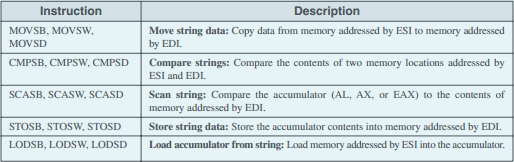 Instruction Description
MOVSB, MOVSW, Move string data: Copy data from memory addressed by ESI to memory addressed
MOVSD by EDI.
CMPSB, CMPSW, CMPSD Compare strings: Compare the contents of two memory locations addressed by
ESI and EDI.
SCASB, SCASW, SCASD Scan string: Compare the accumulator (AL, AX, or EAX) to the contents of
memory addressed by EDI.
STOSB, STOSW, STOSD Store string data: Store the accumulator contents into memory addressed by EDI.
LODSB, LODSW, LODSD Load accumulator from string: Load memory addressed by ESI into the accumulator.